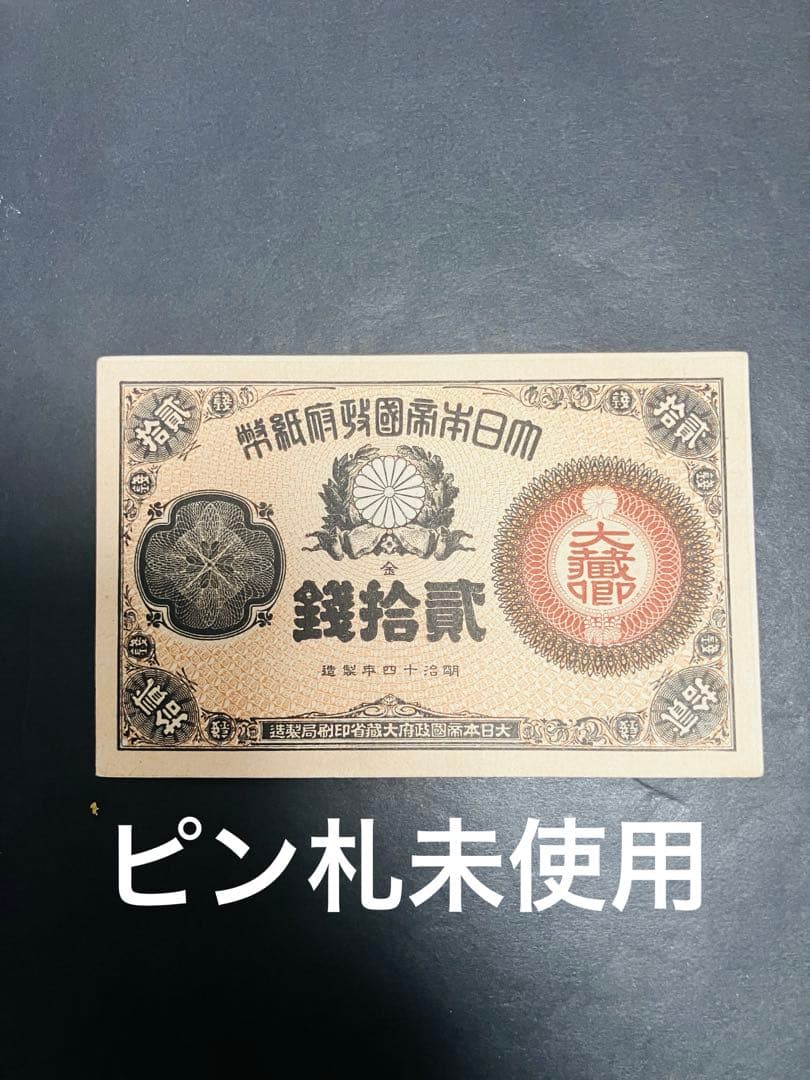 大日本帝國政府紙幣
貳拾
貳拾
金
貳拾錢
大藏卿
明治十四年製造
貳拾
貳拾
大日本帝國政府大藏省印刷局製造
ピン札未使用